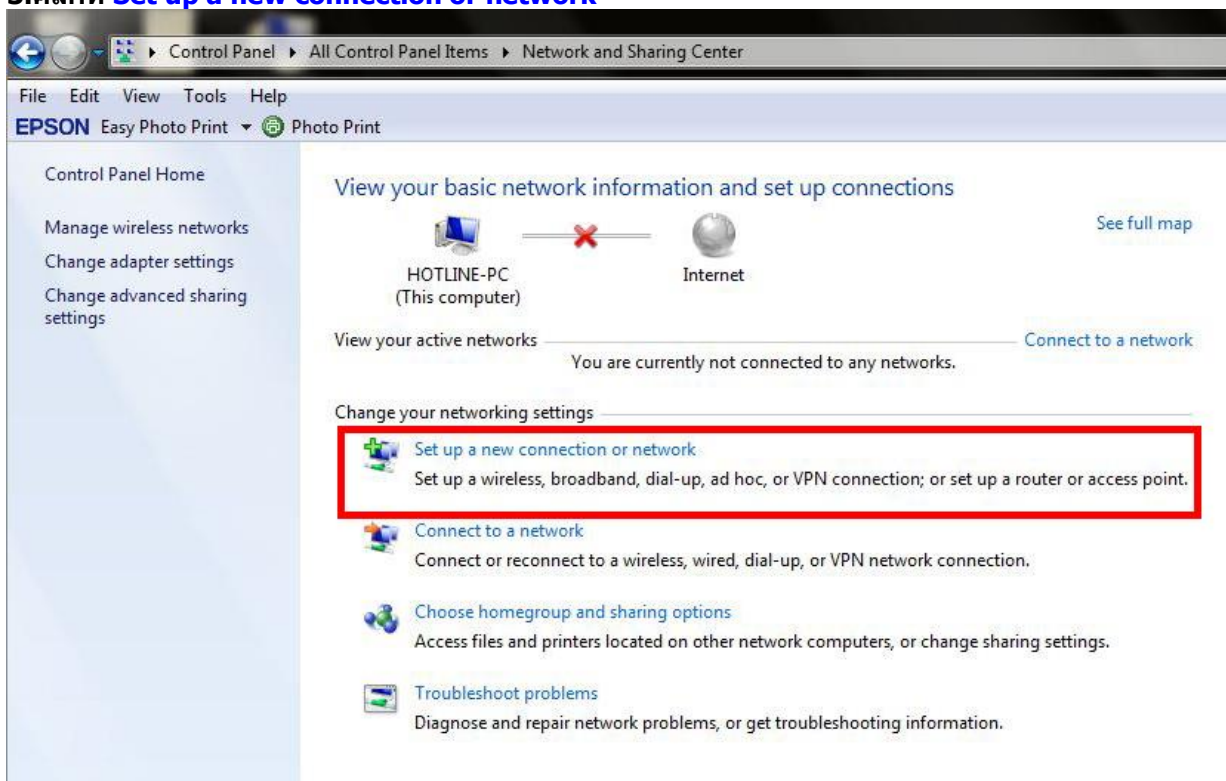 Set up a new connection or network
Control Panel All Control Panel Items Network and Sharing Center
File Edit View Tools Help
EPSON Easy Photo Print Photo Print
Control Panel Home
Manage wireless networks
Change adapter settings
Change advanced sharing
settings
View your basic network information and set up connections
See full map
HOTLINE-PC
(This computer)
Internet
View your active networks
Connect to a network
You are currently not connected to any networks.
Change your networking settings
Set up a new connection or network
Set up a wireless, broadband, dial-up, ad hoc, or VPN connection; or set up a router or access point.
Connect to a network
Connect or reconnect to a wireless, wired, dial-up, or VPN network connection.
Choose homegroup and sharing options
Access files and printers located on other network computers, or change sharing settings.
Troubleshoot problems
Diagnose and repair network problems, or get troubleshooting information.